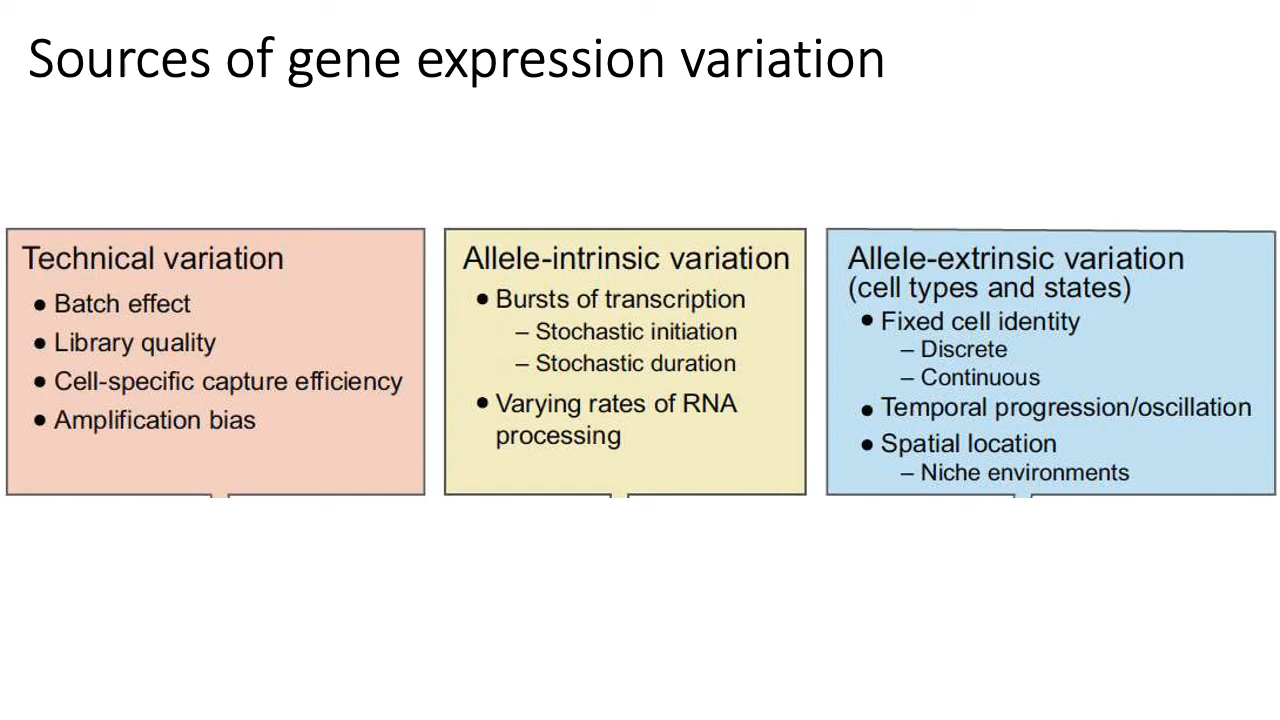 Sources of gene expression variation
Technical variation
● Batch effect
● Library quality
● Cell-specific capture efficiency
● Amplification bias
Allele-intrinsic variation
● Bursts of transcription
– Stochastic initiation
– Stochastic duration
● Varying rates of RNA
processing
Allele-extrinsic variation
(cell types and states)
● Fixed cell identity
– Discrete
– Continuous
● Temporal progression/oscillation
● Spatial location
– Niche environments